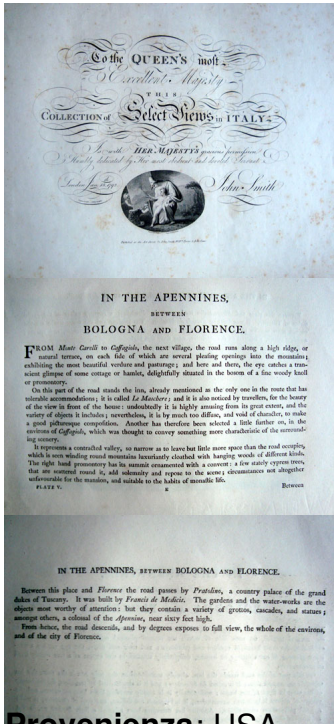 To the QUEEN'S most
Excellent Majesty
THIS
COLLECTION of Select Views in ITALY,
Is with HER MAJESTY'S gracious permission
Humbly dedicated by Her most obedient and devoted Servant
London
John Smith
IN THE APENNINES,
BETWEEN
BOLOGNA AND FLORENCE.
FROM Monte Carelli to Caffagiolo, the next village, the road runs along a high ridge, or
natural terrace, on each side of which are several pleasing openings into the mountains;
exhibiting the most beautiful verdure and pasturage; and here and there, the eye catches a tran-
sient glimpse of some cottage or hamlet, delightfully situated in the bosom of a fine woody knoll
or promontory.
On this part of the road stands the inn, already mentioned as the only one in the route that has
tolerable accommodations; it is called Le Maschere; and it is also noticed by travellers, for the beauty
of the view in front of the house: undoubtedly it is highly amusing from its great extent, and the
variety of objects it includes; nevertheless, it is by much too diffuse, and void of character, to make
a good picturesque composition. Another has therefore been selected a little further on, in the
environs of Caffagiolo, which was thought to convey something more characteristic of the surround-
ing scenery.
It represents a contracted valley, so narrow as to leave but little more space than the road occupies,
which is seen winding round mountains luxuriantly cloathed with hanging woods of different kinds.
The right hand promontory has its summit ornamented with a convent: a few stately cypress trees,
that are scattered round it, add solemnity and repose to the scene; circumstances not altogether
unfavourable for the mansion, and suitable to the habits of monastic life.
PLATE V.
Between
IN THE APENNINES, BETWEEN BOLOGNA AND FLORENCE.
Between this place and Florence the road passes by Pratolino, a country palace of the grand
dukes of Tuscany. It was built by Francis de Medicis. The gardens and the water-works are the
objects most worthy of attention: but they contain a variety of grottos, cascades, and statues;
amongst others, a colossal of the Apennine, near sixty feet high.
From hence, the road descends, and by degrees exposes to full view, the whole of the environs,
and of the city of Florence.
Provenienza: USA